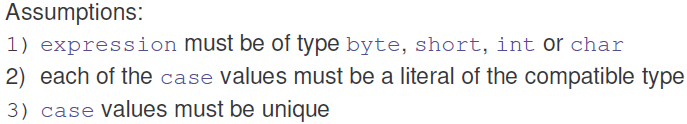 Assumptions:
1) expression must be of type byte, short, int or char
2) each of the case values must be a literal of the compatible type
3) case values must be unique